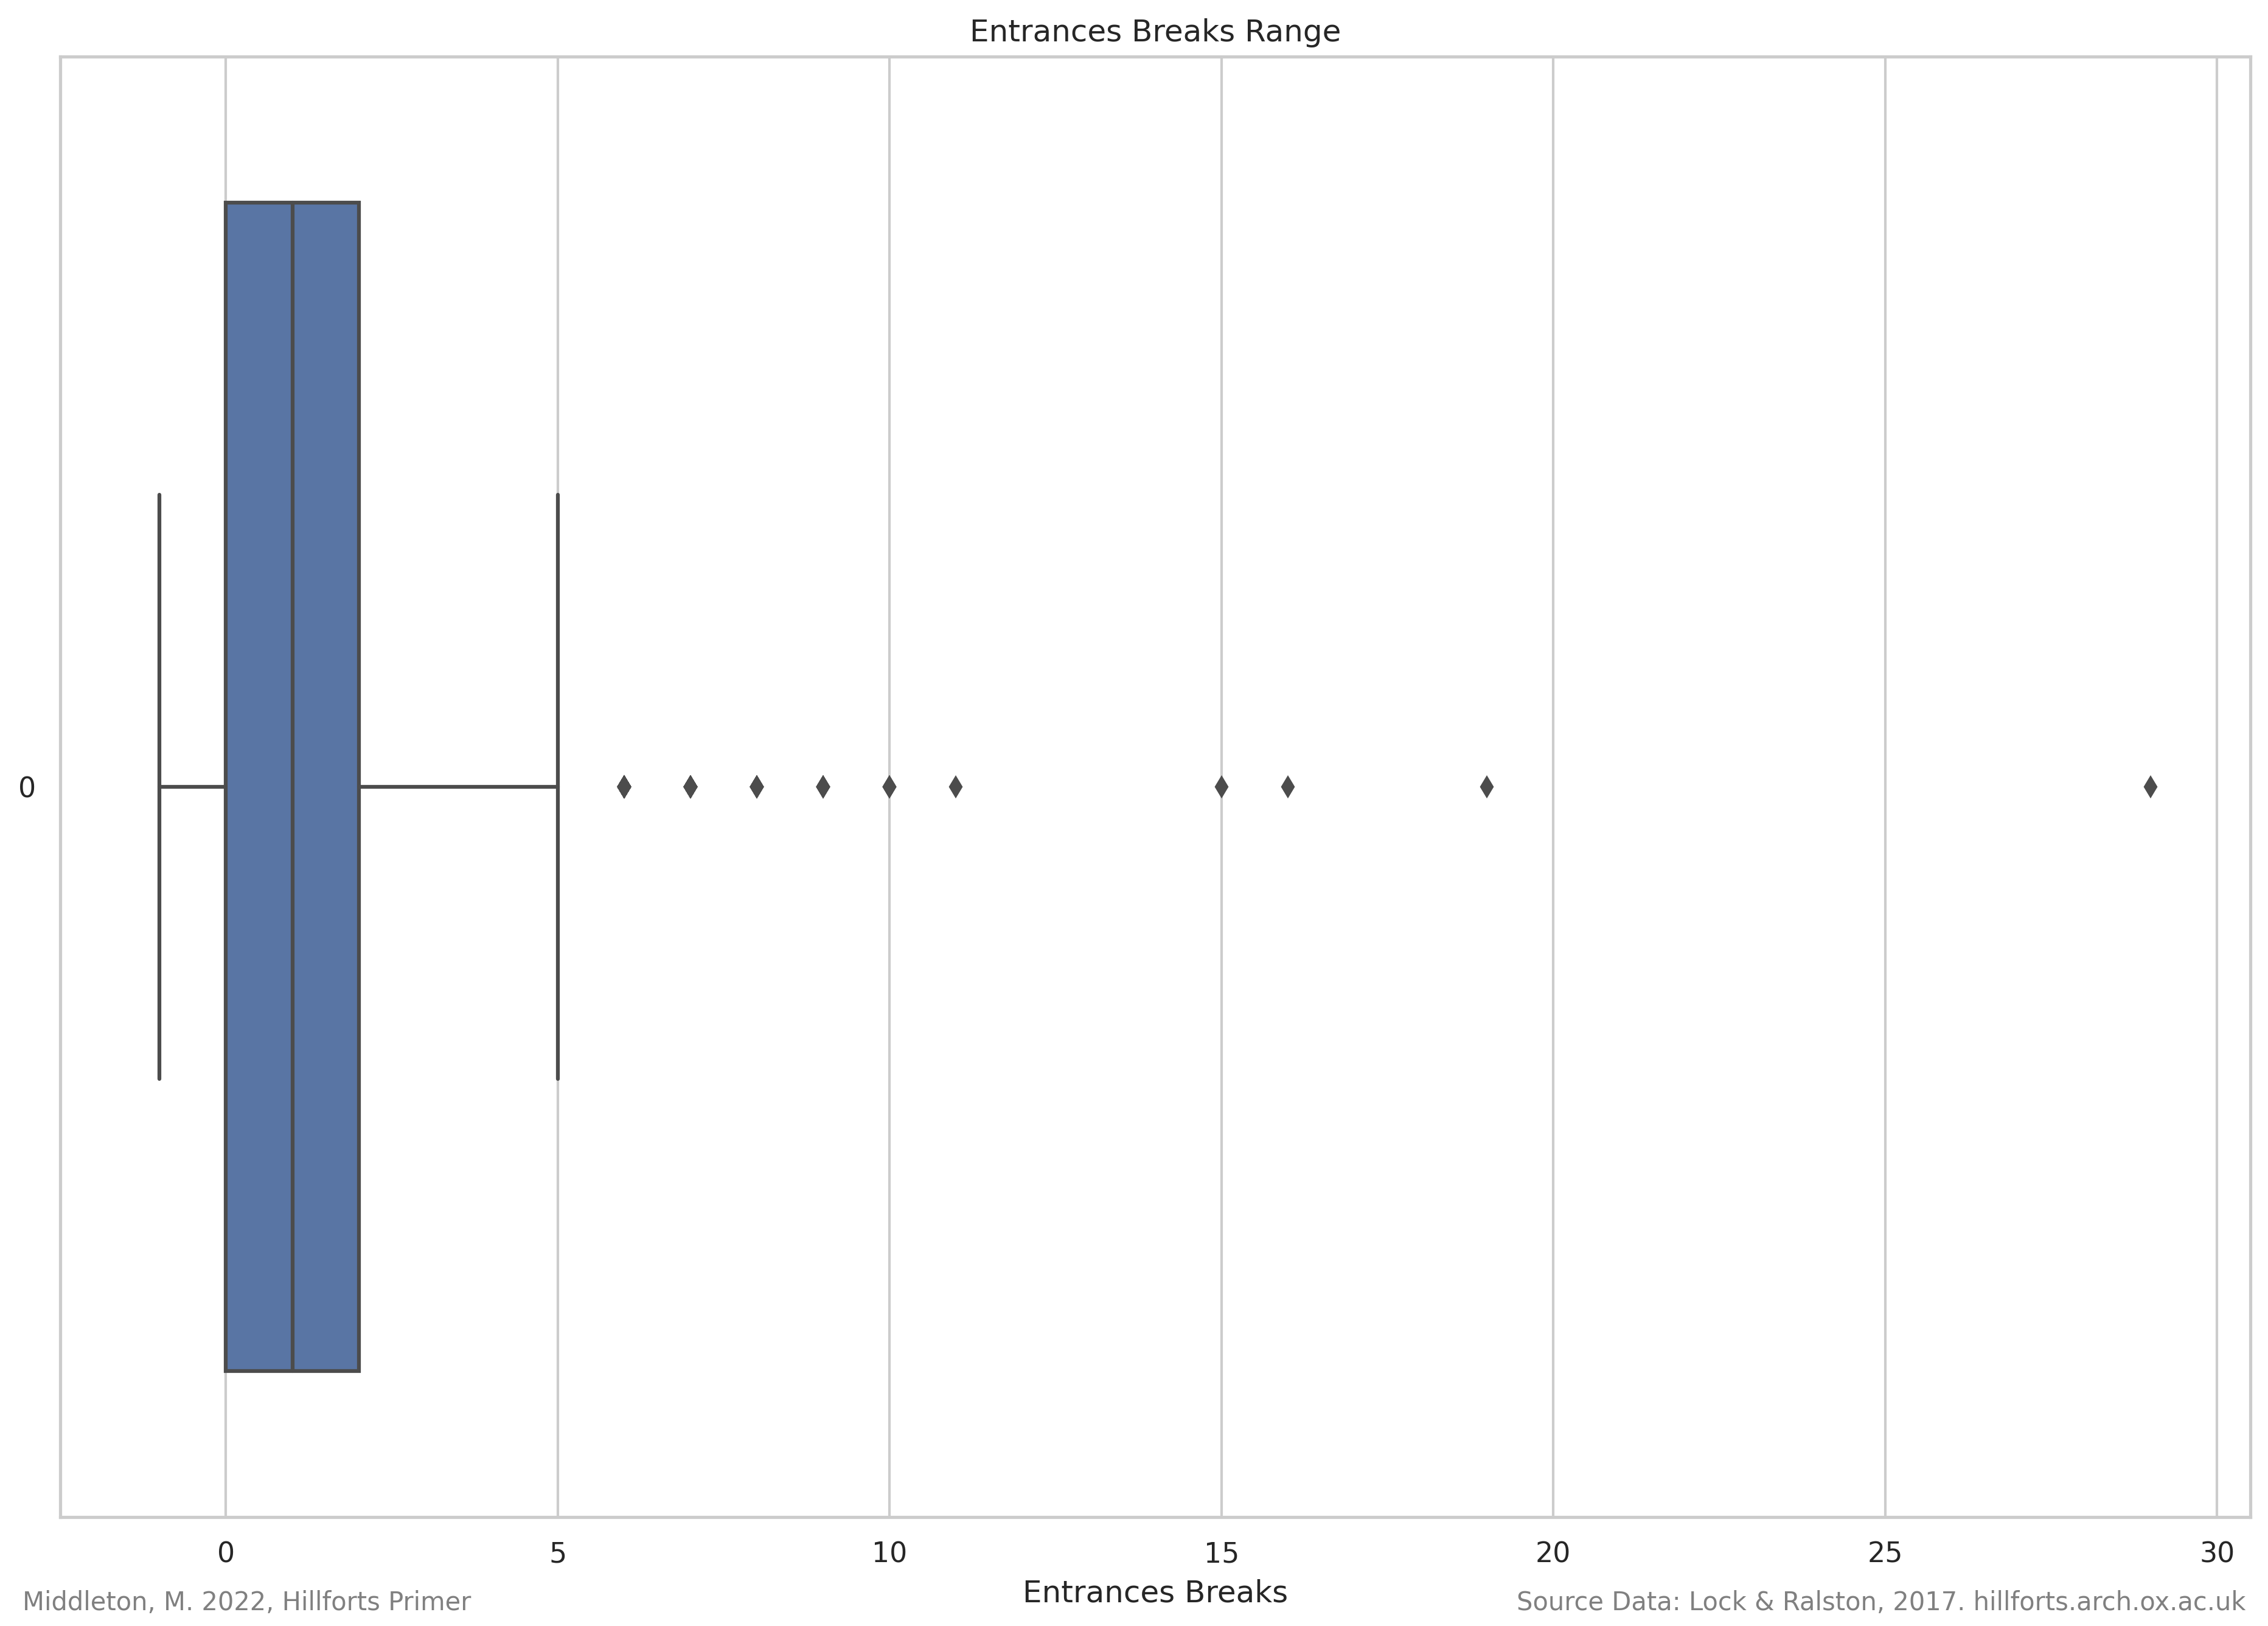 Entrances Breaks Range
0
0 5 10 15 20 25 30
Entrances Breaks
Middleton, M. 2022, Hillforts Primer
Source Data: Lock & Ralston, 2017. hillforts.arch.ox.ac.uk